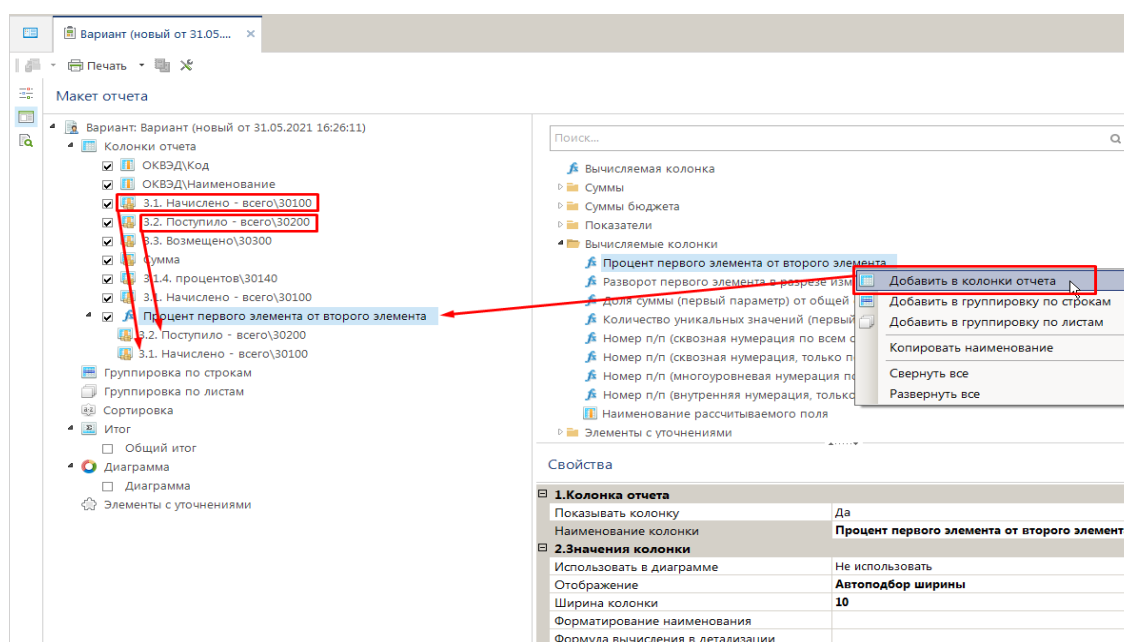 Вариант (новый от 31.05....
Печать
Макет отчета
Вариант: Вариант (новый от 31.05.2021 16:26:11)
Колонки отчета
ОКВЭД\Код
ОКВЭД\Наименование
3.1. Начислено - всего\30100
3.2. Поступило - всего\30200
3.3. Возмещено\30300
Сумма
3.1.4. процентов\30140
3.1. Начислено - всего\30100
Процент первого элемента от второго элемента
3.2. Поступило - всего\30200
3.1. Начислено - всего\30100
Группировка по строкам
Группировка по листам
Сортировка
Итог
Общий итог
Диаграмма
Диаграмма
Элементы с уточнениями
Поиск...
Вычисляемая колонка
Суммы
Суммы бюджета
Показатели
Вычисляемые колонки
Процент первого элемента от второго элемента
Разворот первого элемента в разрезе изм
Доля суммы (первый параметр) от общей
Количество уникальных значений (первый
Номер п/п (сквозная нумерация по всем
Номер п/п (сквозная нумерация, только
Номер п/п (многоуровневая нумерация
Номер п/п (внутренняя нумерация, только
Наименование рассчитываемого поля
Элементы с уточнениями
Добавить в колонки отчета
Добавить в группировку по строкам
Добавить в группировку по листам
Копировать наименование
Свернуть все
Развернуть все
Свойства
1.Колонка отчета
Показывать колонку Да
Наименование колонки Процент первого элемента от второго элемент
2.Значения колонки
Использовать в диаграмме Не использовать
Отображение Автоподбор ширины
Ширина колонки 10
Форматирование наименования
Формула вычисления в детализации